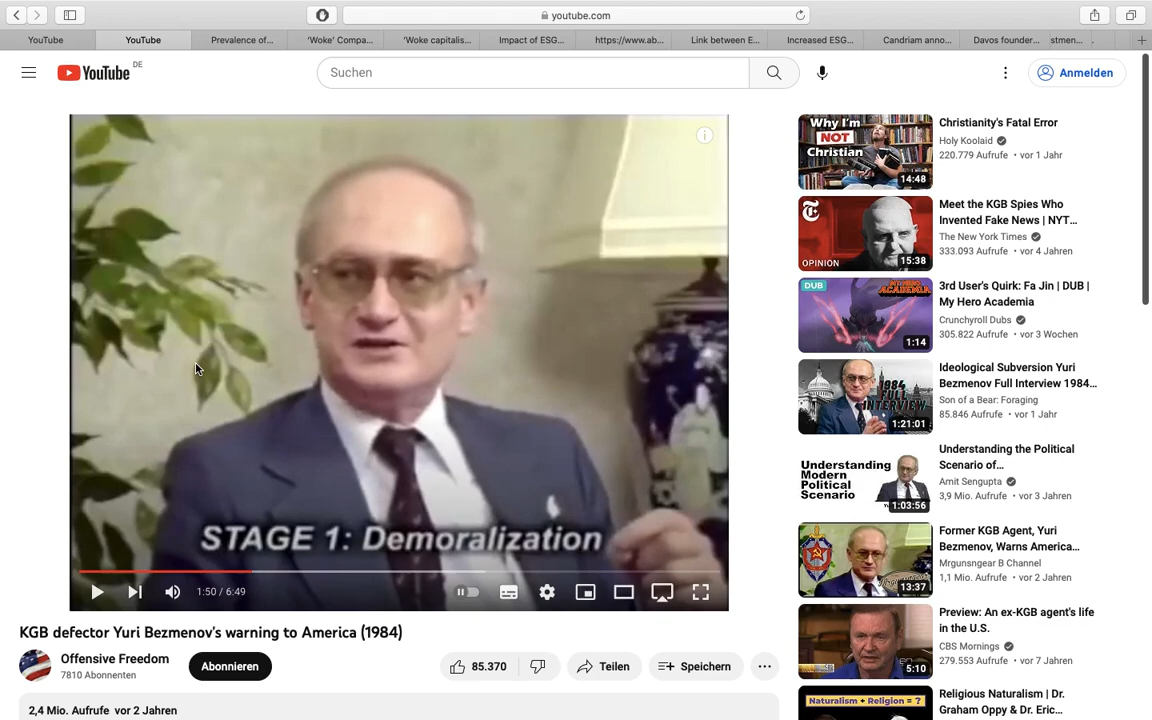 youtube.com
YouTube
YouTube
Prevalence of...
'Woke' Compa...
'Woke capitalis...
Impact of ESG...
https://www.ab...
Link between E...
Increased ESG...
Candriam anno...
Davos founder...
stmen...
YouTube DE
Suchen
Anmelden
STAGE 1: Demoralization
1:50 / 6:49
KGB defector Yuri Bezmenov's warning to America (1984)
Offensive Freedom
7810 Abonnenten
Abonnieren
85.370
Teilen
Speichern
2,4 Mio. Aufrufe vor 2 Jahren
Why I'm
NOT
Christian
14:48
Christianity's Fatal Error
Holy Koolaid
220.779 Aufrufe • vor 1 Jahr
OPINION
15:38
Meet the KGB Spies Who
Invented Fake News | NYT...
The New York Times
333.093 Aufrufe • vor 4 Jahren
DUB
MY HERO
ACADEMIA
1:14
3rd User's Quirk: Fa Jin | DUB |
My Hero Academia
Crunchyroll Dubs
305.822 Aufrufe • vor 3 Wochen
1984
FULL
INTERVIEW
1:21:01
Ideological Subversion Yuri
Bezmenov Full Interview 1984...
Son of a Bear: Foraging
85.846 Aufrufe • vor 1 Jahr
Understanding
Modern
Political
Scenario
1:03:56
Understanding the Political
Scenario of...
Amit Sengupta
3,9 Mio. Aufrufe • vor 3 Jahren
13:37
Former KGB Agent, Yuri
Bezmenov, Warns America...
Mrgunsngear B Channel
1,1 Mio. Aufrufe • vor 2 Jahren
5:10
Preview: An ex-KGB agent's life
in the U.S.
CBS Mornings
279.553 Aufrufe • vor 7 Jahren
Naturalism + Religion = ?
Religious Naturalism | Dr.
Graham Oppy & Dr. Eric...